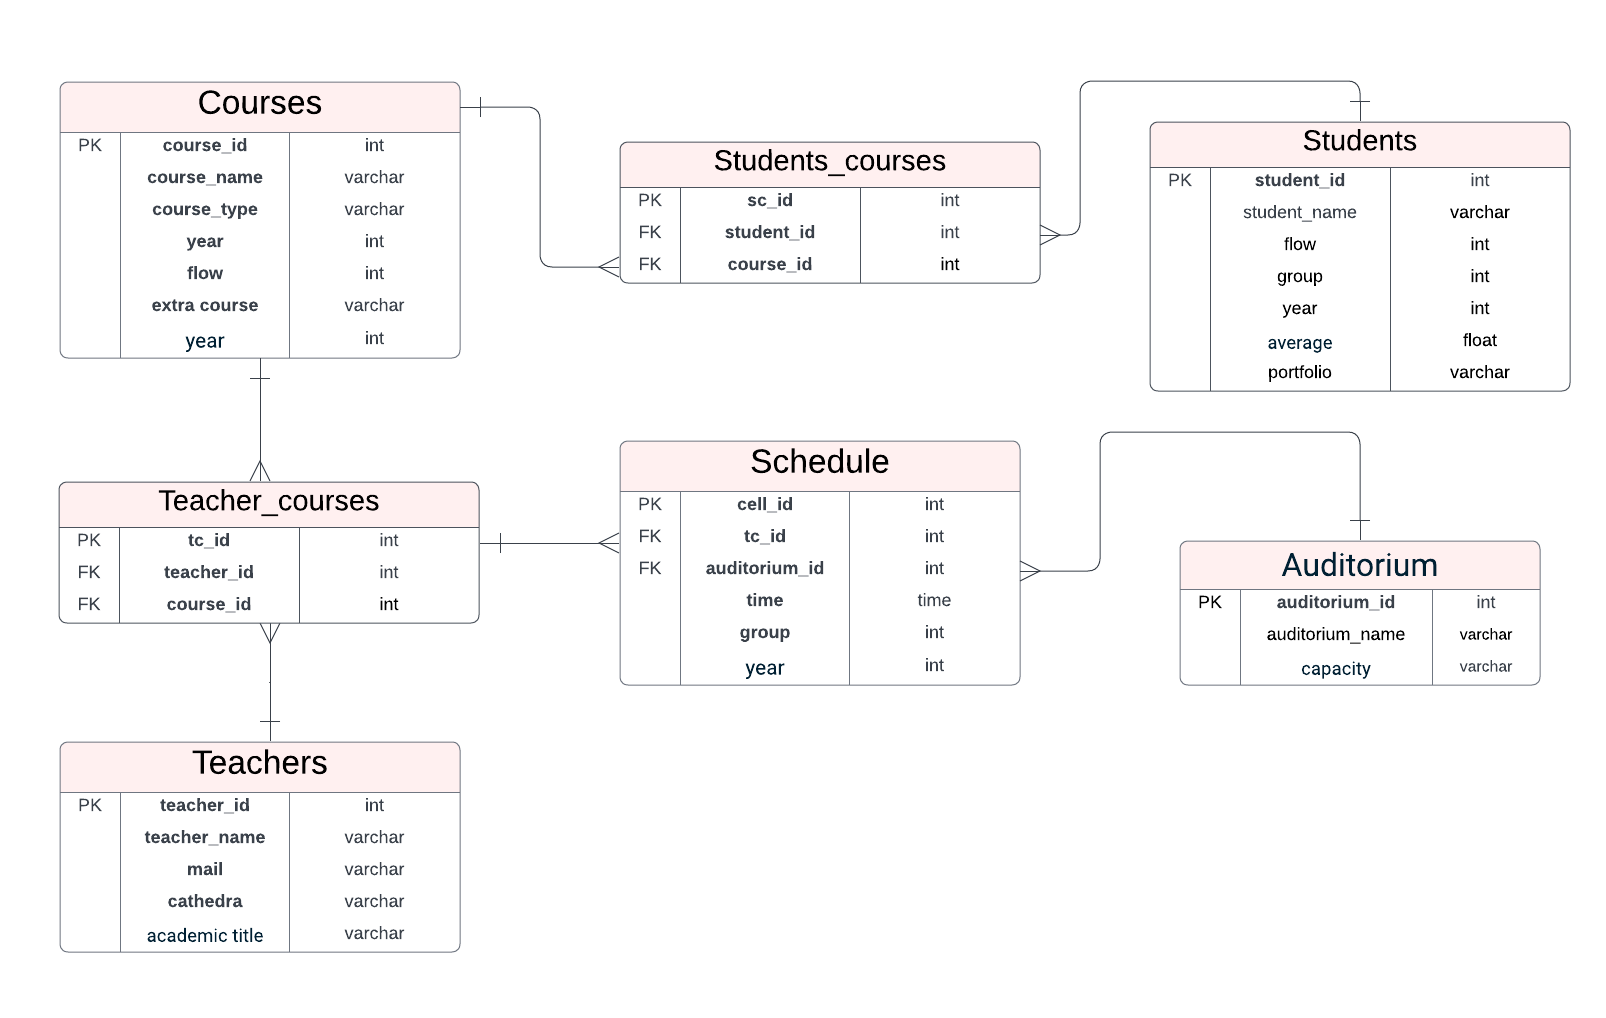 Courses
PK course_id int
course_name varchar
course_type varchar
year int
flow int
extra course varchar
year int
Students_courses
PK sc_id int
FK student_id int
FK course_id int
Students
PK student_id int
student_name varchar
flow int
group int
year int
average float
portfolio varchar
Teacher_courses
PK tc_id int
FK teacher_id int
FK course_id int
Schedule
PK cell_id int
FK tc_id int
FK auditorium_id int
time time
group int
year int
Auditorium
PK auditorium_id int
auditorium_name varchar
capacity varchar
Teachers
PK teacher_id int
teacher_name varchar
mail varchar
cathedra varchar
academic title varchar